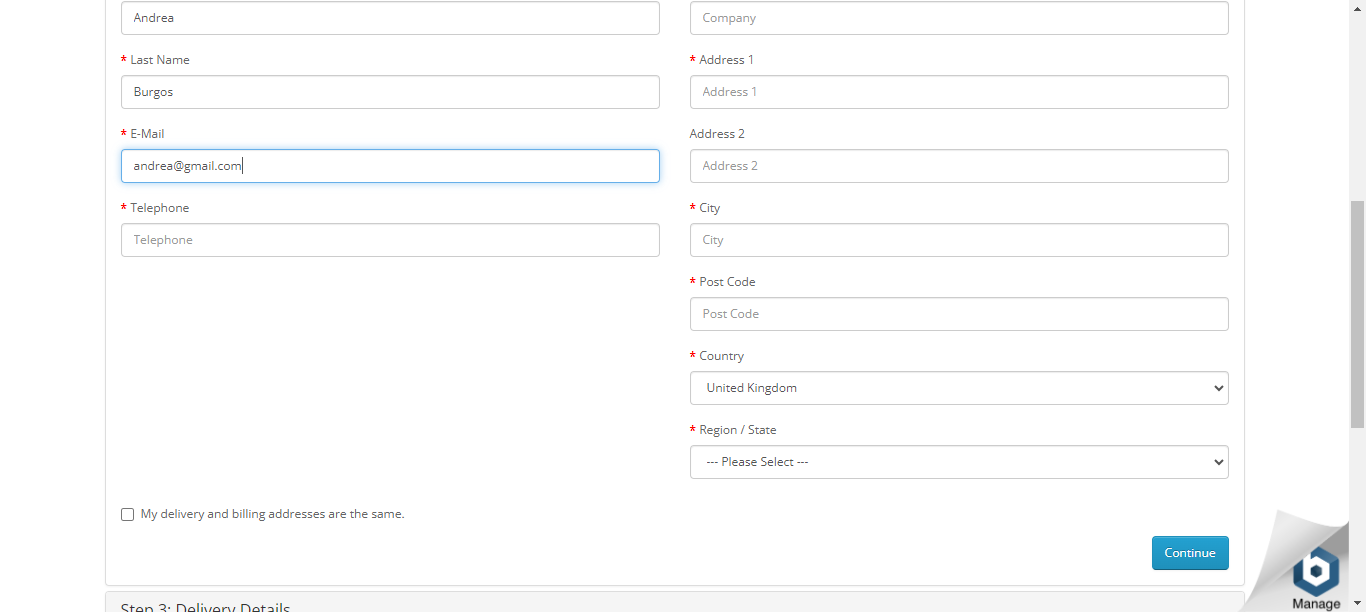 Andrea
* Last Name
Burgos
* E-Mail
andrea@gmail.com
* Telephone
Telephone
Company
* Address 1
Address 1
Address 2
Address 2
* City
City
* Post Code
Post Code
* Country
United Kingdom
* Region / State
--- Please Select ---
My delivery and billing addresses are the same.
Continue
Step 3: Delivery Details
b
Manage